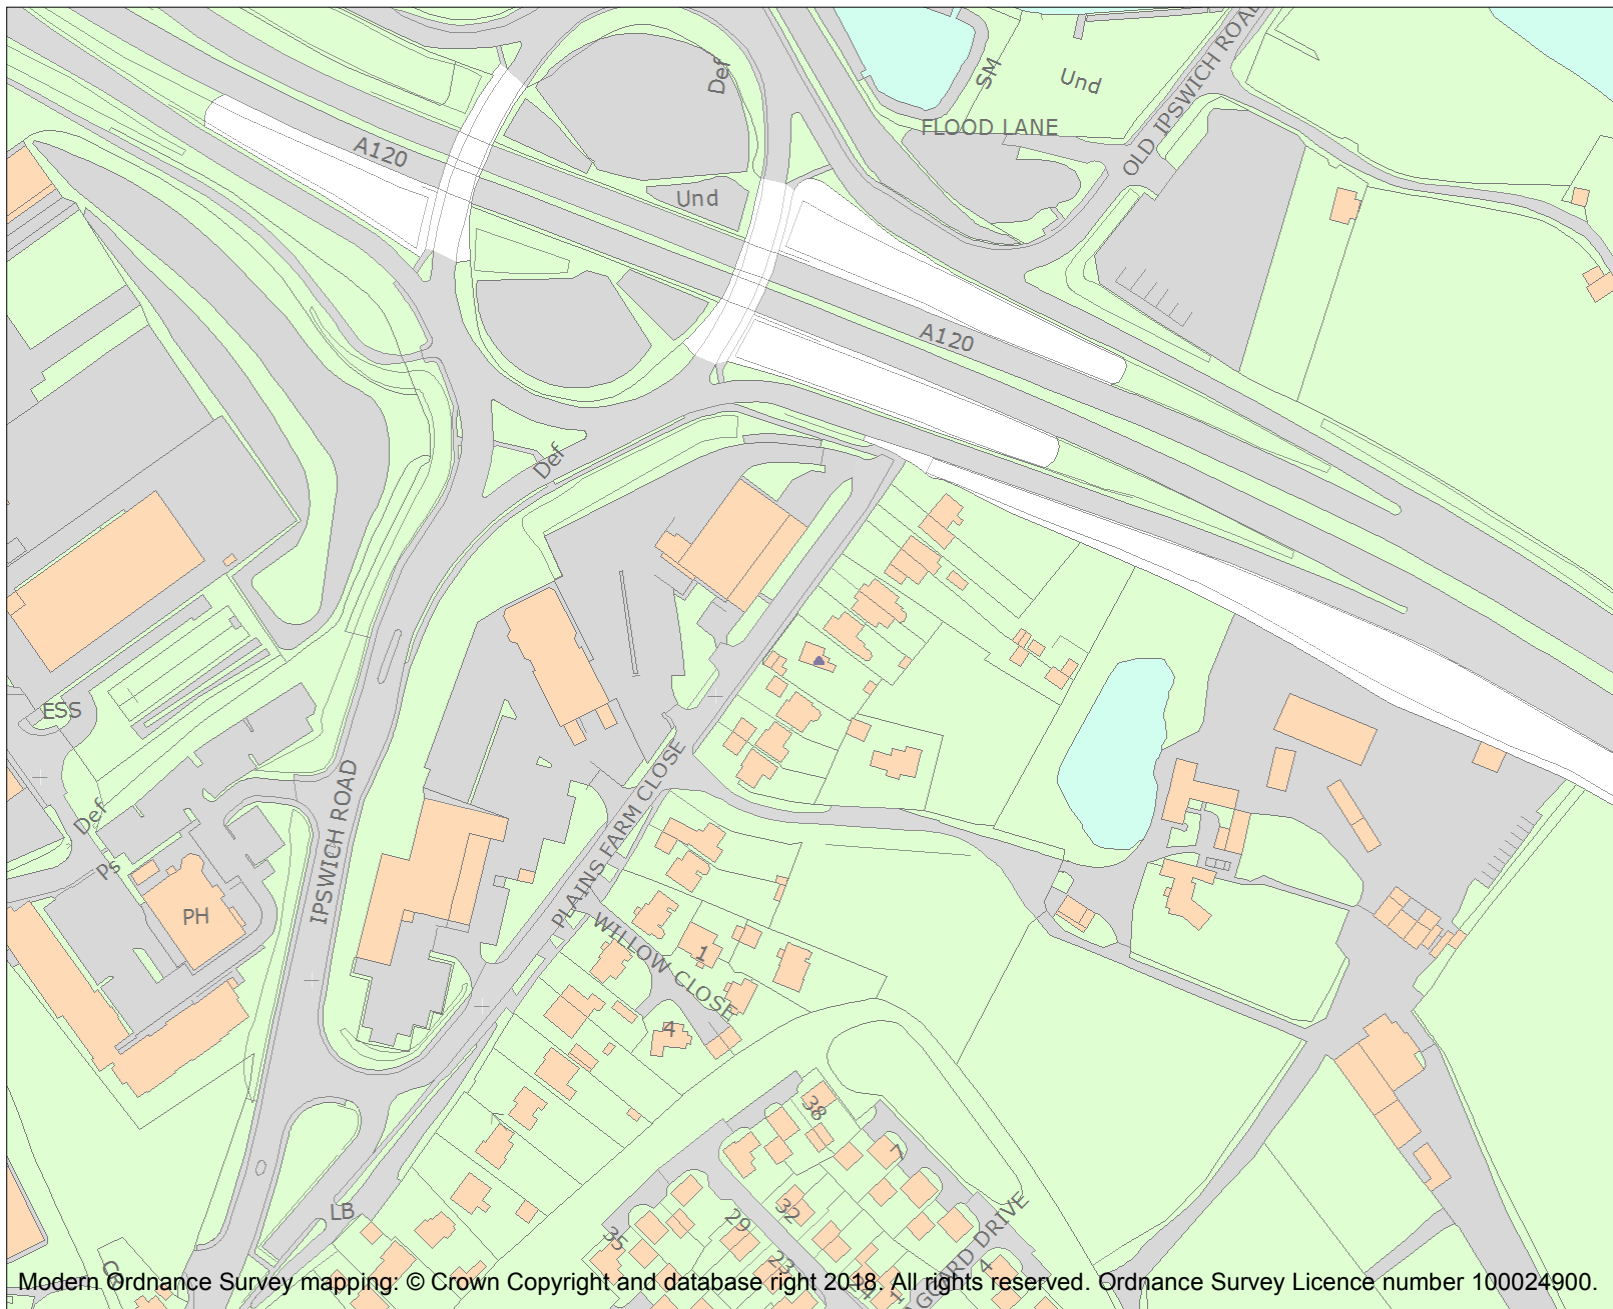 Def
SM
Und
OLD IPSWICH ROAD
FLOOD LANE
A120
Und
A120
Def
ESS
IPSWICH ROAD
PLAINS FARM CLOSE
Def
Ps
PH
WILLOW CLOSE
1
4
38
7
7
32
29
35
23
LB
4
Modern Ordnance Survey mapping: © Crown Copyright and database right 2018. All rights reserved. Ordnance Survey Licence number 100024900.